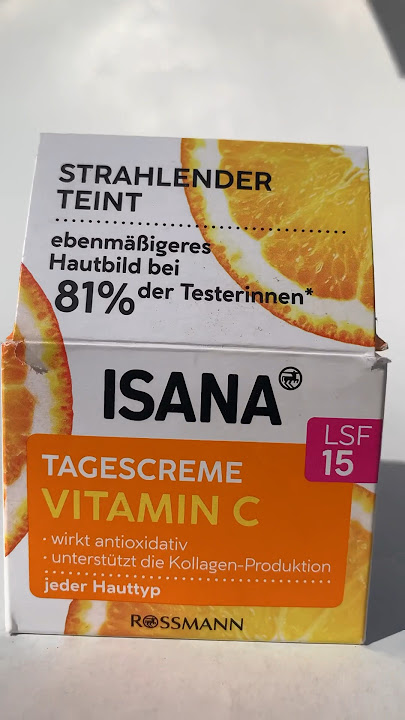 STRAHLENDER
TEINT
ebenmäßigeres
Hautbild bei
81% der Testerinnen*
ISANA
LSF
15
TAGESCREME
VITAMIN C
· wirkt antioxidativ
· unterstützt die Kollagen-Produktion
jeder Hauttyp
ROSSMANN